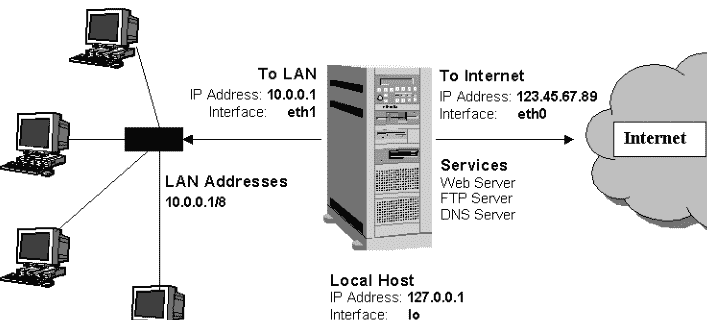 To LAN
IP Address: 10.0.0.1
Interface: eth1
To Internet
IP Address: 123.45.67.89
Interface: eth0
Internet
LAN Addresses
10.0.0.1/8
Services
Web Server
FTP Server
DNS Server
Local Host
IP Address: 127.0.0.1
Interface: lo